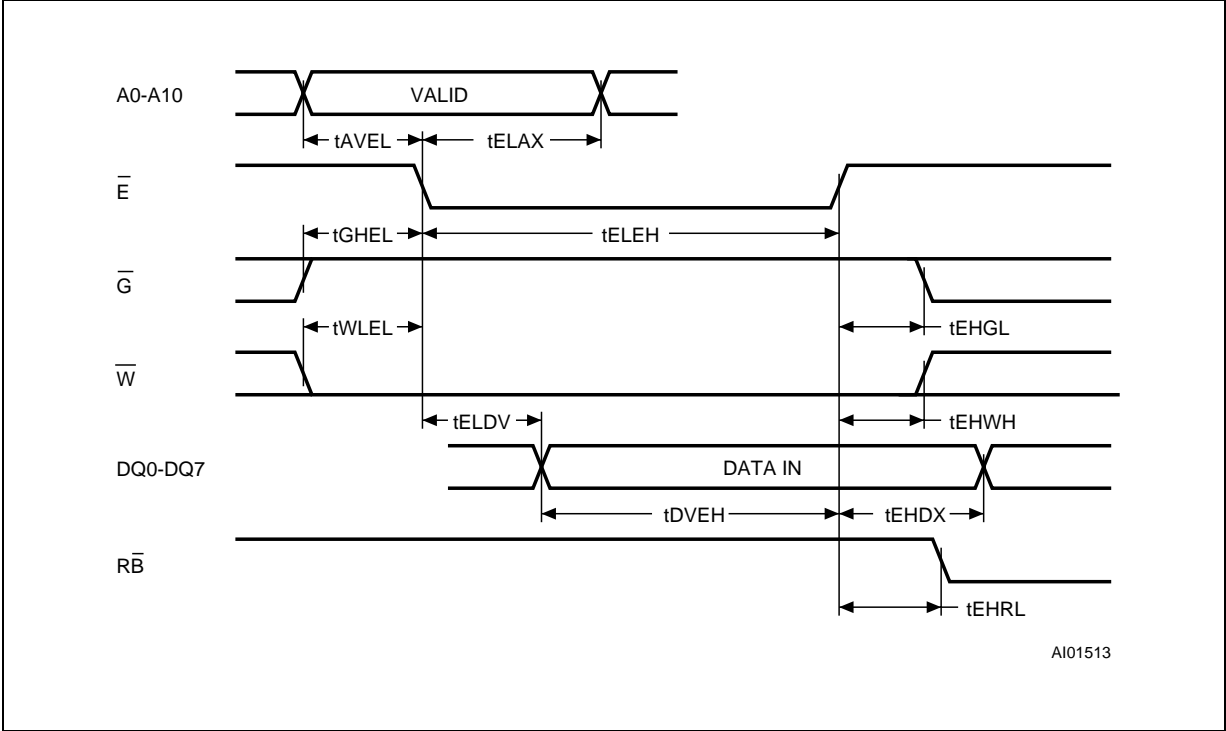 A0-A10
VALID
tAVEL
tELAX
E̅
tGHEL
tELEH
G̅
tWLEL
tEHGL
W̅
tELDV
tEHWH
DQ0-DQ7
DATA IN
tDVEH
tEHDX
RB̅
tEHRL
AI01513